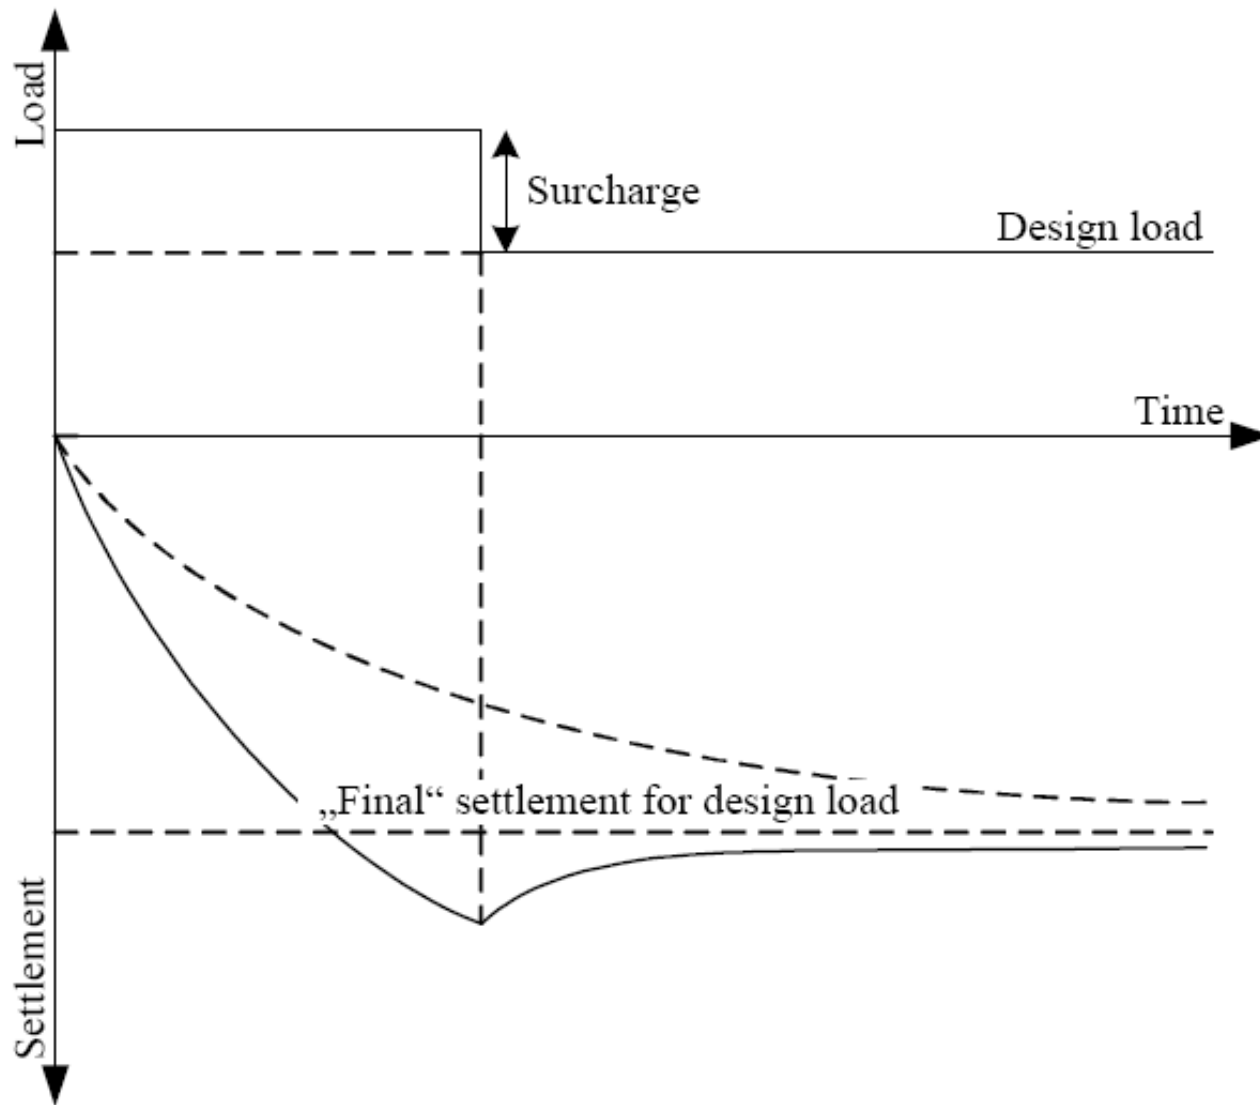 Load
Surcharge
Design load
Time
„Final“ settlement for design load
Settlement